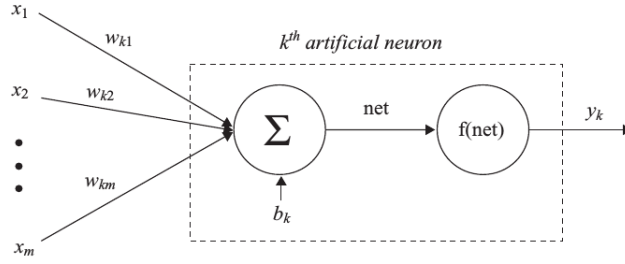 x1
wk1
kth artificial neuron
x2
wk2
Σ
net
f(net)
yk
wkm
bk
xm